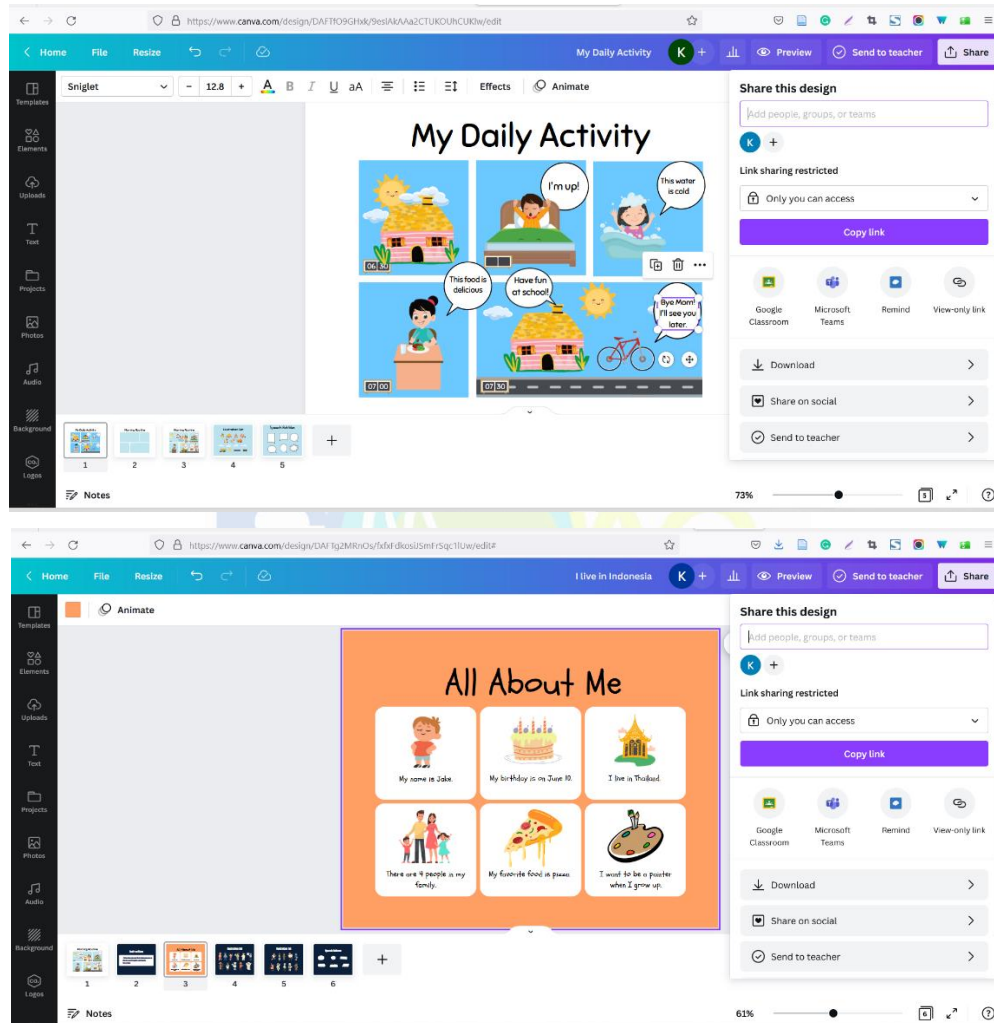 https://www.canva.com/design/DAFTfO9GHxk/9eslAkAAa2CTUKOUhCUKlw/edit
Home File Resize My Daily Activity K + Preview Send to teacher Share
Templates
Elements
Uploads
Text
Projects
Photos
Audio
Background
CO.
Logos
Sniglet - 12.8 + A B I U aA Effects Animate
My Daily Activity
I'm up!
This water
is cold
06 30
This food is
delicious
Have fun
at school!
Bye Mom!
I'll see you
later.
07 00
07 30
1 2 3 4 5
Notes
73% 5 ?
Share this design
Add people, groups, or teams
K +
Link sharing restricted
Only you can access
Copy link
Google
Classroom
Microsoft
Teams
Remind
View-only link
Download
Share on social
Send to teacher
Home File Resize I live in Indonesia K + Preview Send to teacher Share
Templates
Elements
Uploads
Text
Projects
Photos
Audio
Background
CO.
Logos
Animate
All About Me
My name is Jake.
My birthday is on June 10.
I live in Thailand.
There are 4 people in my
family.
My favorite food is pizza.
I want to be a painter
when I grow up.
1 2 3 4 5 6
Notes
61% 6 ?
Share this design
Add people, groups, or teams
K +
Link sharing restricted
Only you can access
Copy link
Google
Classroom
Microsoft
Teams
Remind
View-only link
Download
Share on social
Send to teacher